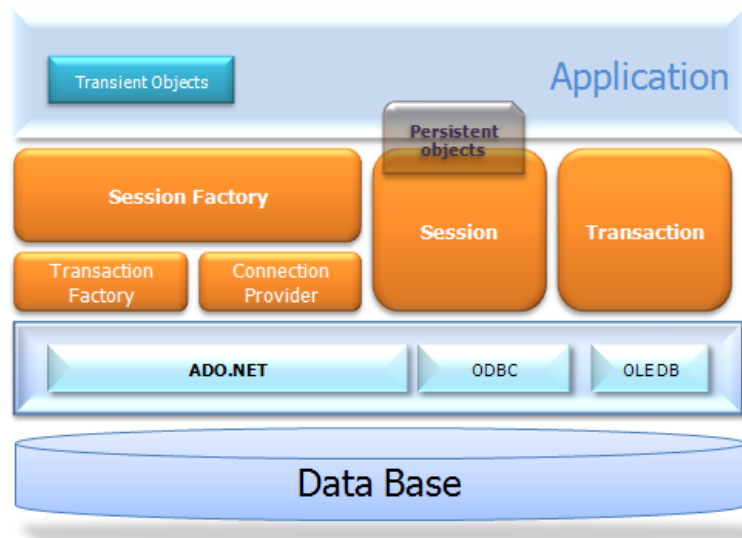 Transient Objects
Application
Persistent
objects
Session Factory
Session
Transaction
Transaction
Factory
Connection
Provider
ADO.NET
ODBC
OLEDB
Data Base